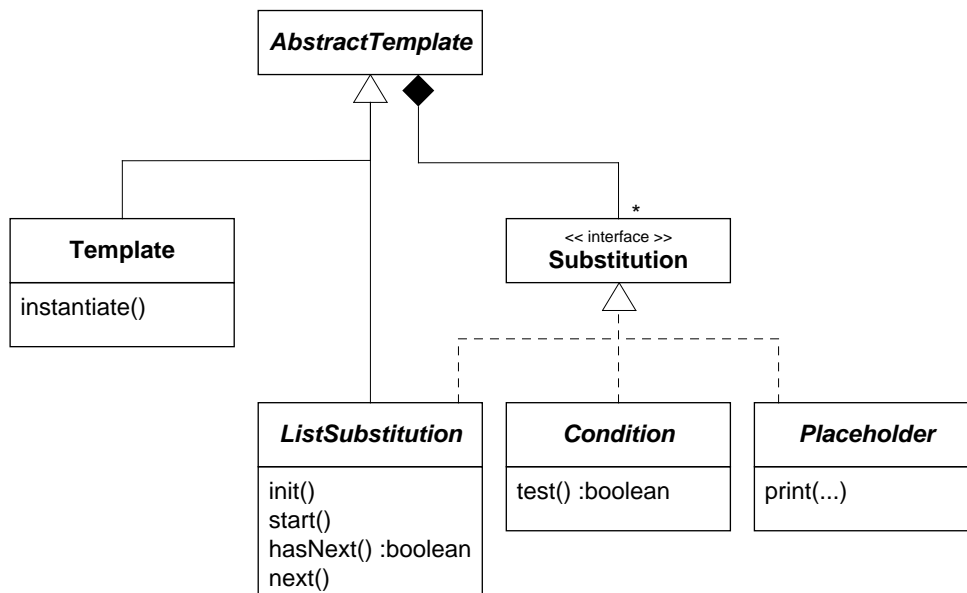 AbstractTemplate
*
Template
instantiate()
<< interface >>
Substitution
ListSubstitution
init()
start()
hasNext() :boolean
next()
Condition
test() :boolean
Placeholder
print(...)